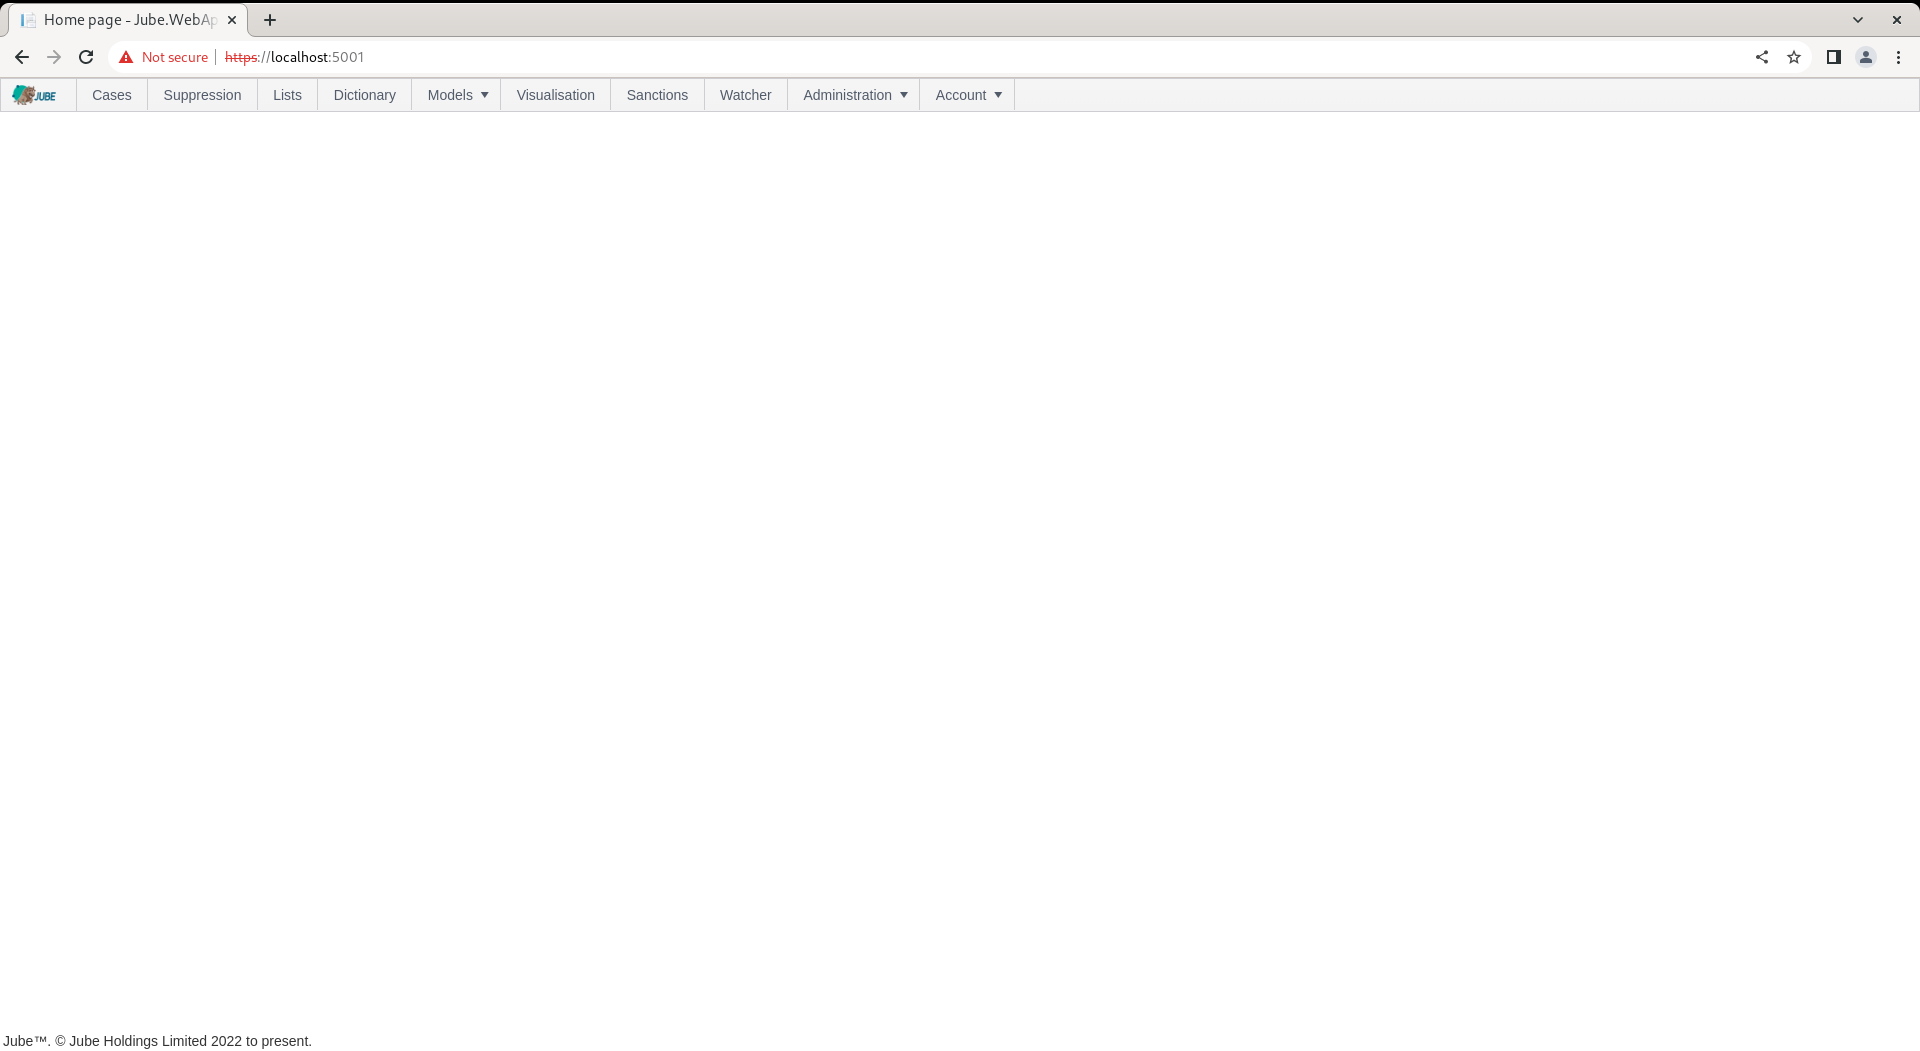 Home page - Jube.WebAp
Not secure https://localhost:5001
JUBE Cases Suppression Lists Dictionary Models Visualisation Sanctions Watcher Administration Account
Jube™. © Jube Holdings Limited 2022 to present.